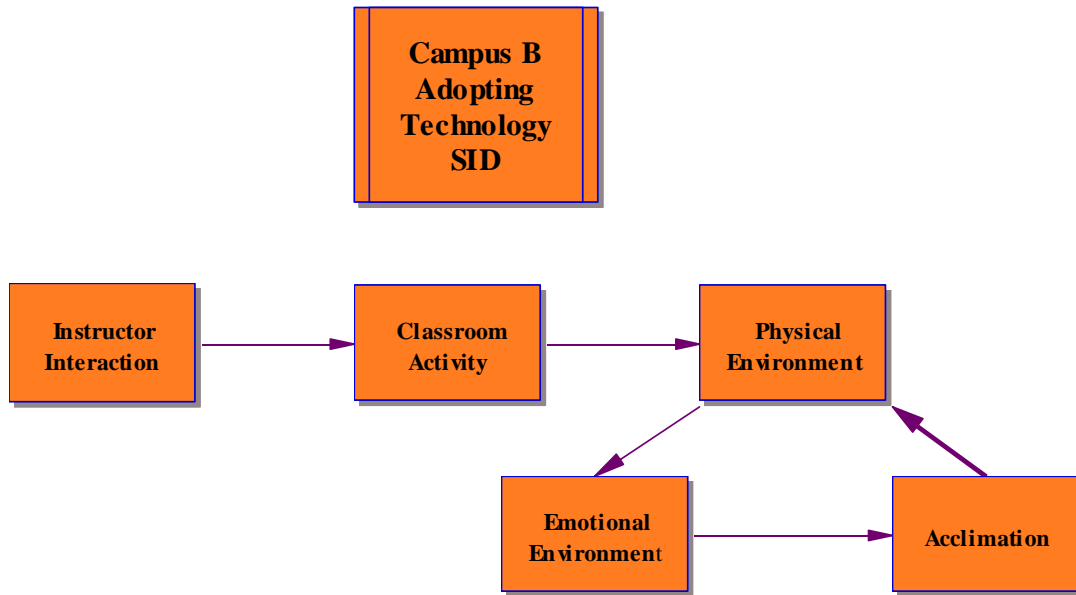 Campus B
Adopting
Technology
SID
Instructor
Interaction
Classroom
Activity
Physical
Environment
Emotional
Environment
Acclimation